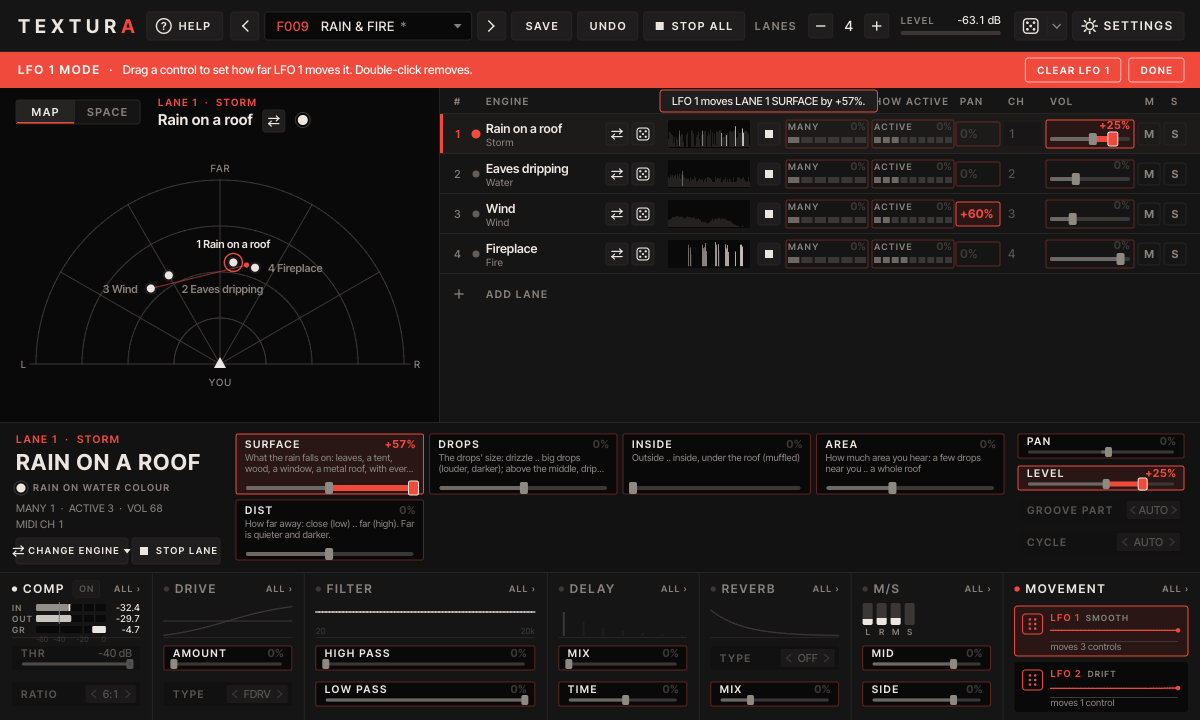 TEXTURA
HELP
F009 RAIN & FIRE *
SAVE
UNDO
STOP ALL
LANES
4
LEVEL -63.1 dB
SETTINGS
LFO 1 MODE · Drag a control to set how far LFO 1 moves it. Double-click removes.
CLEAR LFO 1
DONE
MAP
SPACE
LANE 1 · STORM
Rain on a roof
FAR
1 Rain on a roof
4 Fireplace
3 Wind
2 Eaves dripping
L
R
YOU
# ENGINE
LFO 1 moves LANE 1 SURFACE by +57%.
HOW ACTIVE PAN CH VOL M S
1 Rain on a roof
Storm
MANY 0% ACTIVE 0% 0% 1 +25% M S
2 Eaves dripping
Water
MANY 0% ACTIVE 0% 0% 2 0% M S
3 Wind
Wind
MANY 0% ACTIVE 0% +60% 3 0% M S
4 Fireplace
Fire
MANY 0% ACTIVE 0% 0% 4 0% M S
+ ADD LANE
LANE 1 · STORM
RAIN ON A ROOF
RAIN ON WATER COLOUR
MANY 1 · ACTIVE 3 · VOL 68
MIDI CH 1
CHANGE ENGINE
STOP LANE
SURFACE +57%
What the rain falls on: leaves, a tent,
wood, a window, a metal roof, with ever...
DROPS 0%
The drops' size: drizzle .. big drops
(louder, darker); above the middle, drip...
INSIDE 0%
Outside .. inside, under the roof (muffled)
AREA 0%
How much area you hear: a few drops
near you .. a whole roof
DIST 0%
How far away: close (low) .. far (high). Far
is quieter and darker.
PAN 0%
LEVEL +25%
GROOVE PART < AUTO >
CYCLE < AUTO >
COMP ON ALL ›
IN -32.4
OUT -29.7
GR -4.7
-60 -40 -20 0
THR -40 dB
RATIO < 6:1 >
DRIVE ALL ›
AMOUNT 0%
TYPE < FDRV >
FILTER ALL ›
20 20k
HIGH PASS 0%
LOW PASS 0%
DELAY ALL ›
MIX 0%
TIME 0%
REVERB ALL ›
TYPE < OFF >
MIX 0%
M/S ALL ›
L R M S
MID 0%
SIDE 0%
MOVEMENT ALL ›
LFO 1 SMOOTH
moves 3 controls
LFO 2 DRIFT
moves 1 control